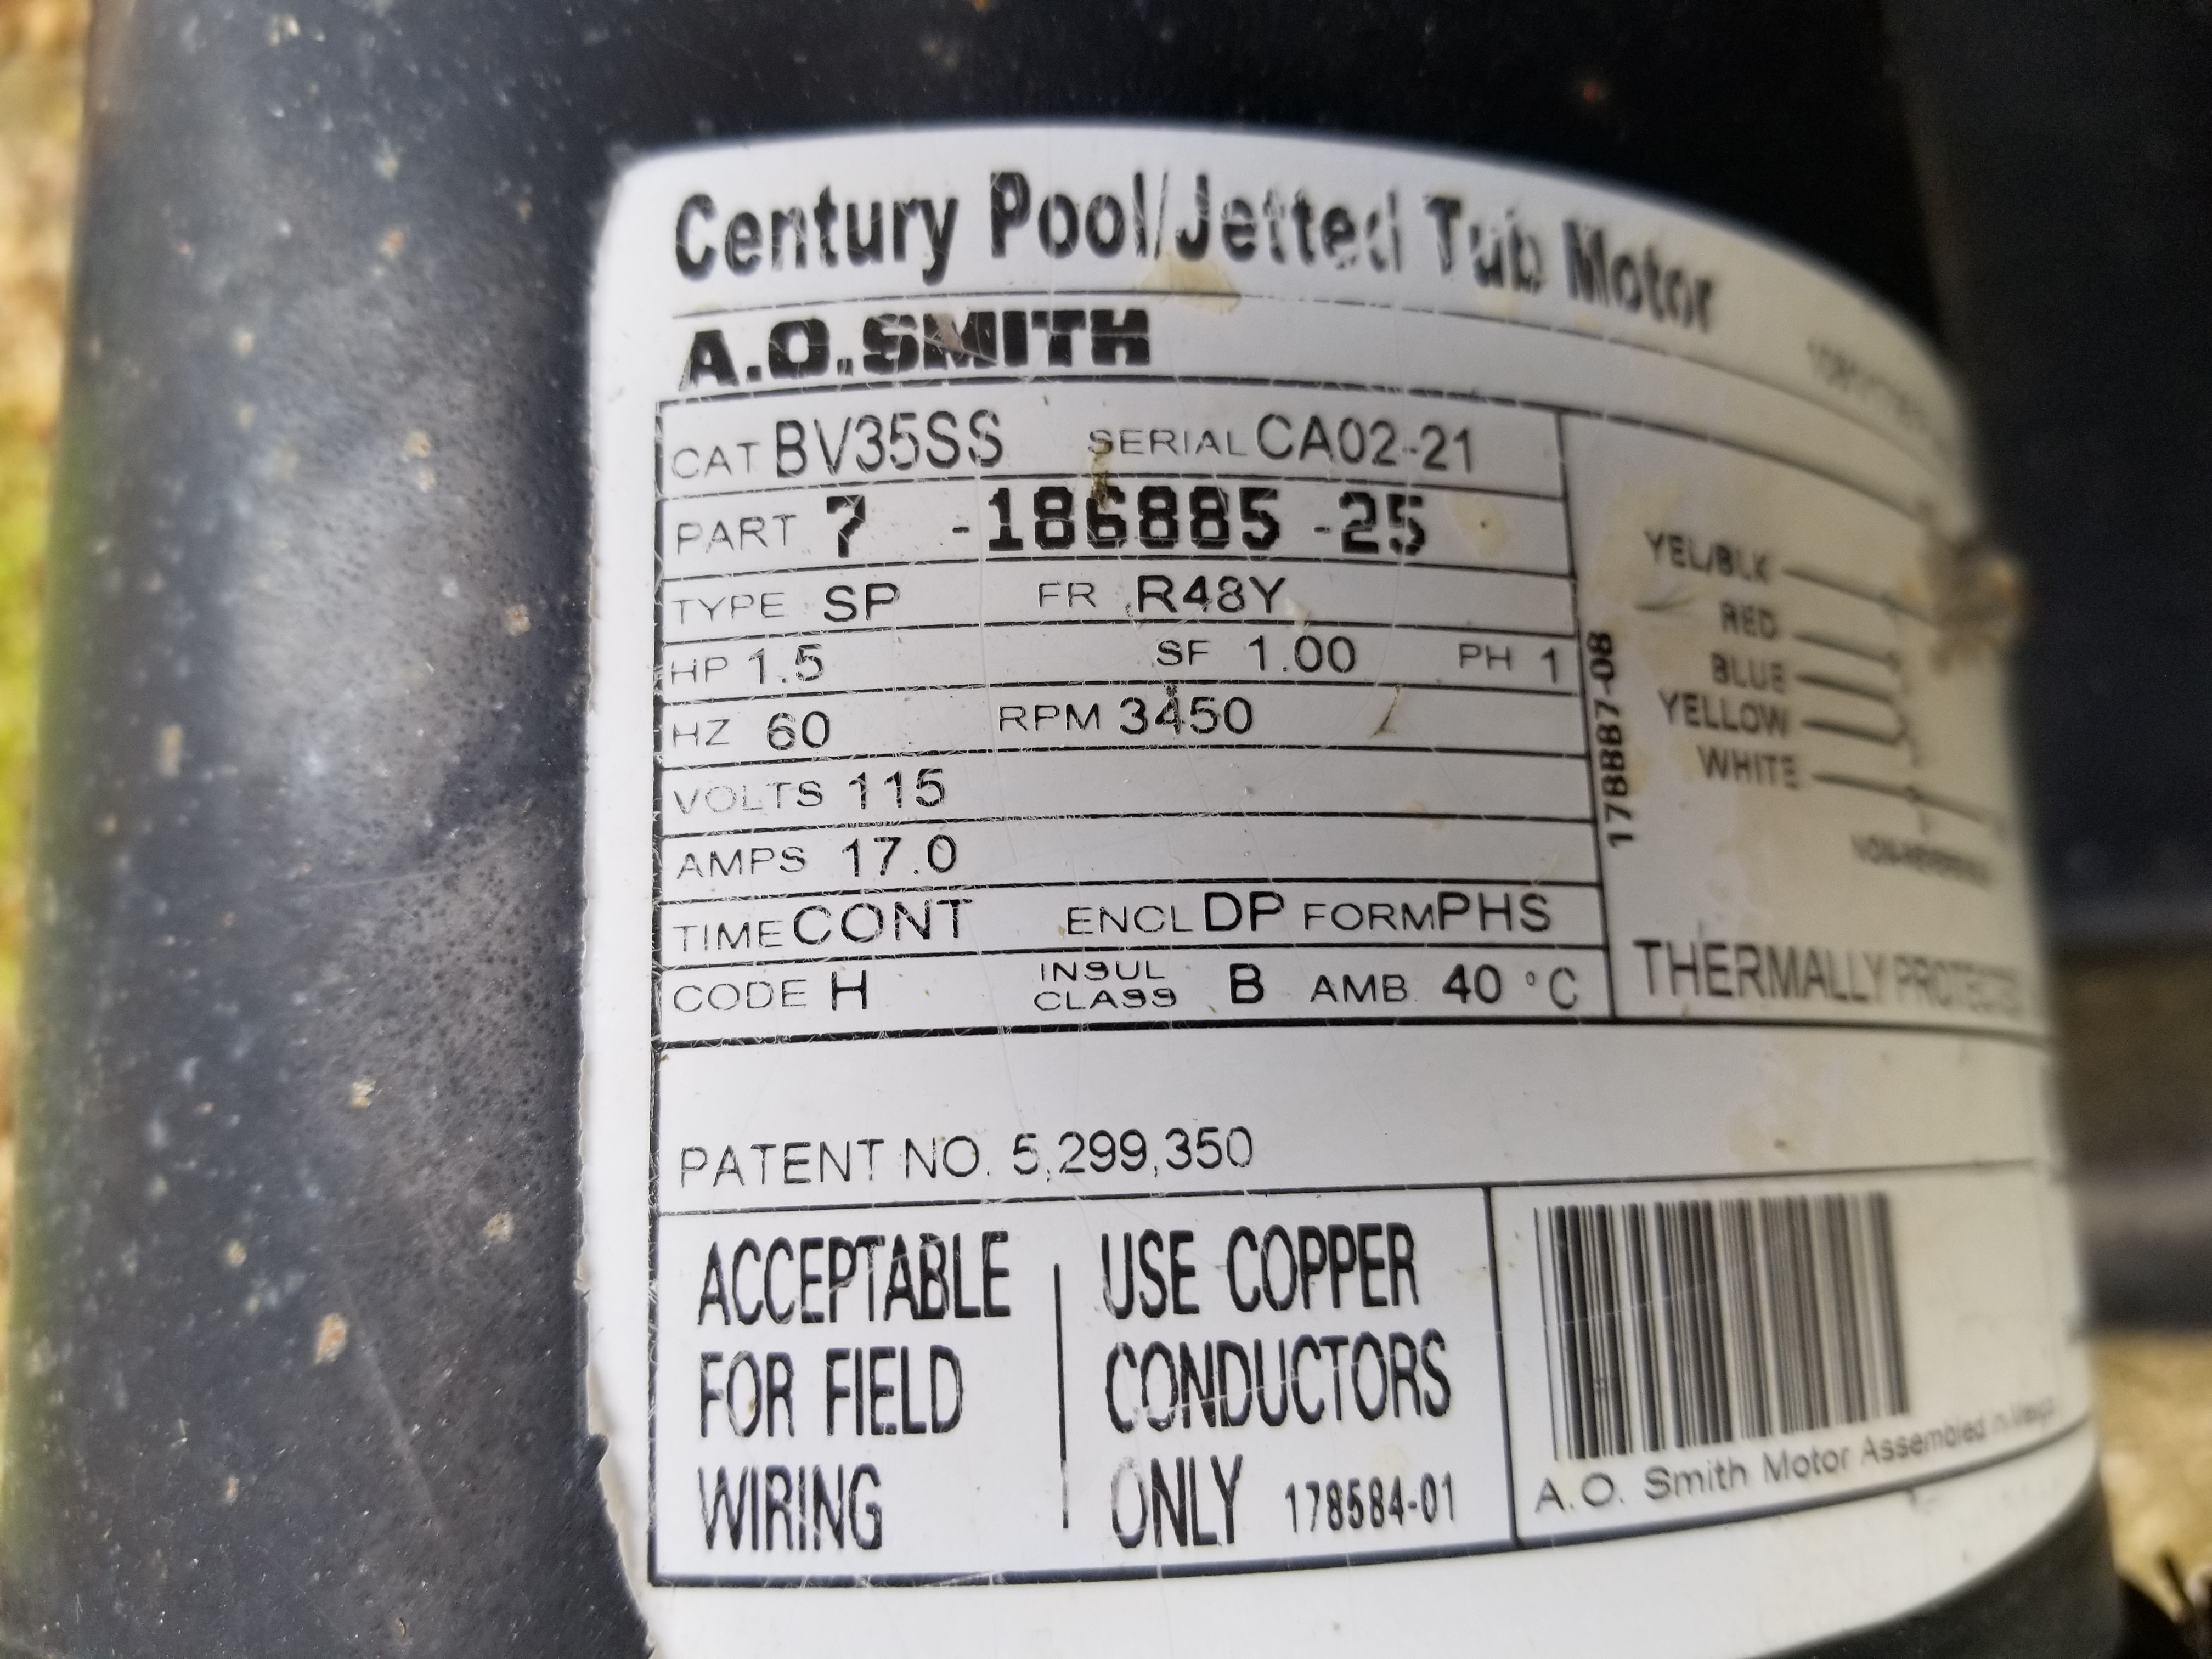 Century Pool/Jetted Tub Motor
A.O.SMITH
CAT BV35SS SERIAL CA02-21
PART 7 -186885 -25
TYPE SP FR R48Y
HP 1.5 SF 1.00 PH 1
HZ 60 RPM 3450
VOLTS 115
AMPS 17.0
TIME CONT ENCL DP FORM PHS
CODE H INSUL CLASS B AMB 40 °C
178887-08
YEL/BLK
RED
BLUE
YELLOW
WHITE
THERMALLY PROTECTED
PATENT NO. 5,299,350
ACCEPTABLE
FOR FIELD
WIRING
USE COPPER
CONDUCTORS
ONLY 178584-01
A.O. Smith Motor Assembled in Mexico